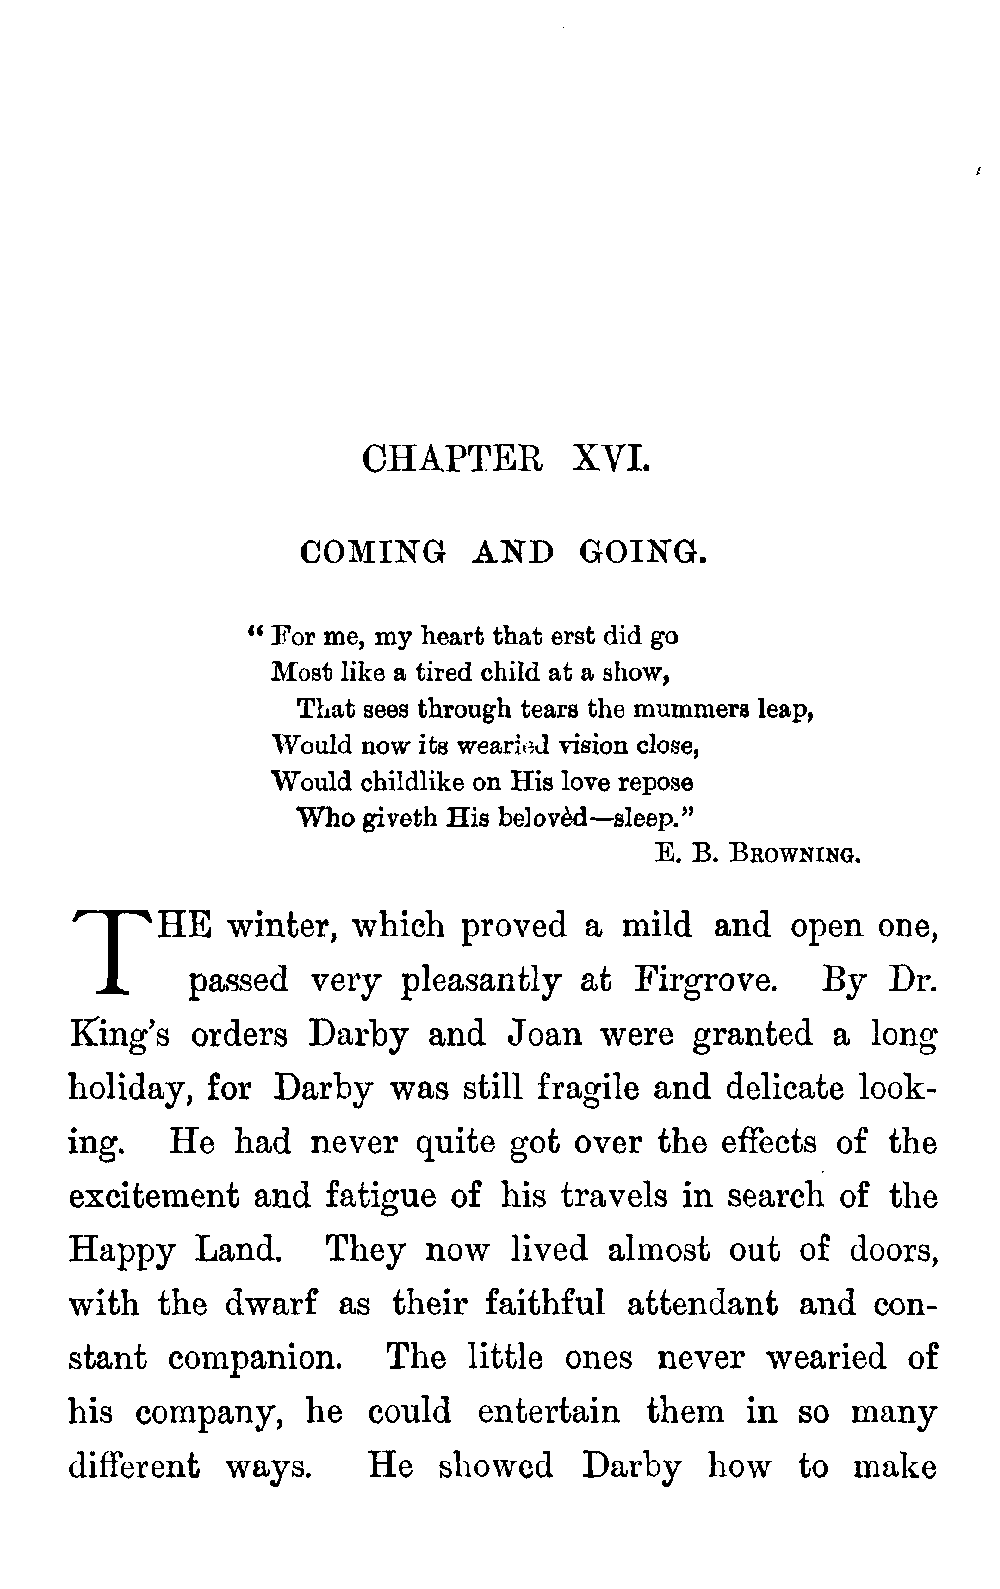 CHAPTER XVI.
COMING AND GOING.
“ For me, my heart that erst did go
Most like a tired child at a show,
That sees through tears the mummers leap,
Would now its wearied vision close,
Would childlike on His love repose
Who giveth His belovèd—sleep.”
E. B. BROWNING.
THE winter, which proved a mild and open one,
passed very pleasantly at Firgrove. By Dr.
King’s orders Darby and Joan were granted a long
holiday, for Darby was still fragile and delicate look-
ing. He had never quite got over the effects of the
excitement and fatigue of his travels in search of the
Happy Land. They now lived almost out of doors,
with the dwarf as their faithful attendant and con-
stant companion. The little ones never wearied of
his company, he could entertain them in so many
different ways. He showed Darby how to make